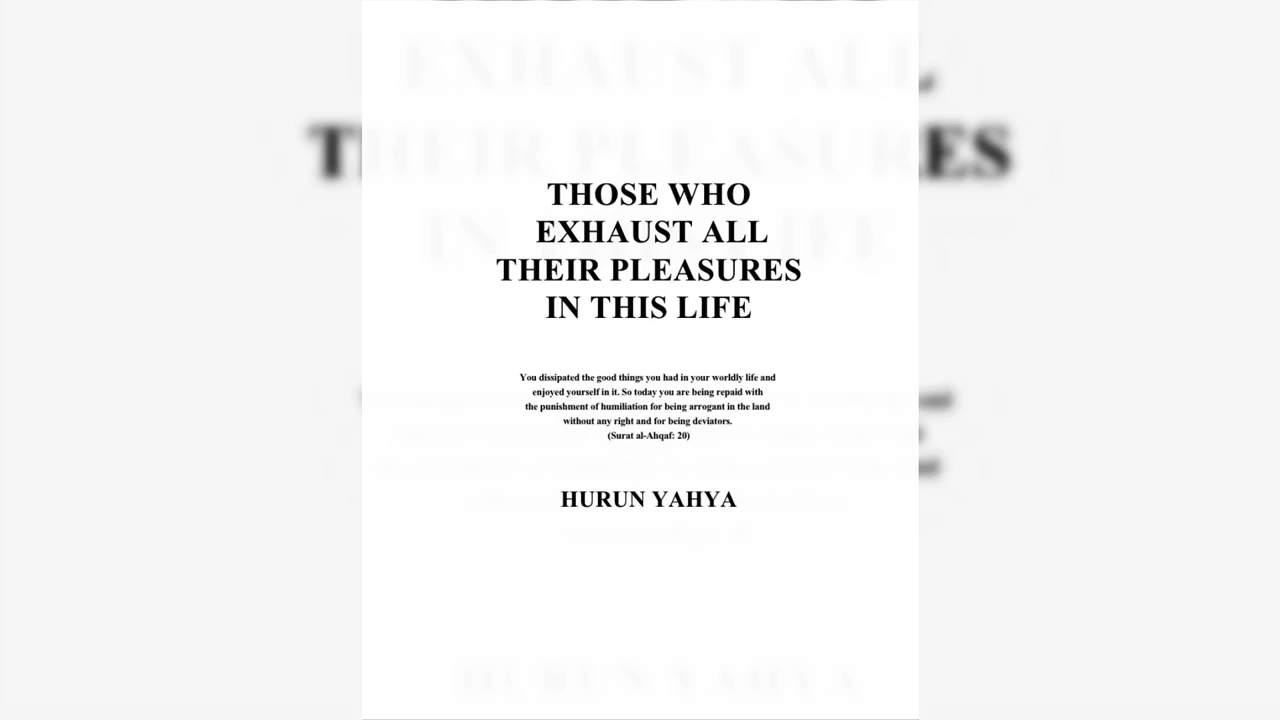 THOSE WHO
EXHAUST ALL
THEIR PLEASURES
IN THIS LIFE
You dissipated the good things you had in your worldly life and
enjoyed yourself in it. So today you are being repaid with
the punishment of humiliation for being arrogant in the land
without any right and for being deviators.
(Surat al-Ahqaf: 20)
HURUN YAHYA